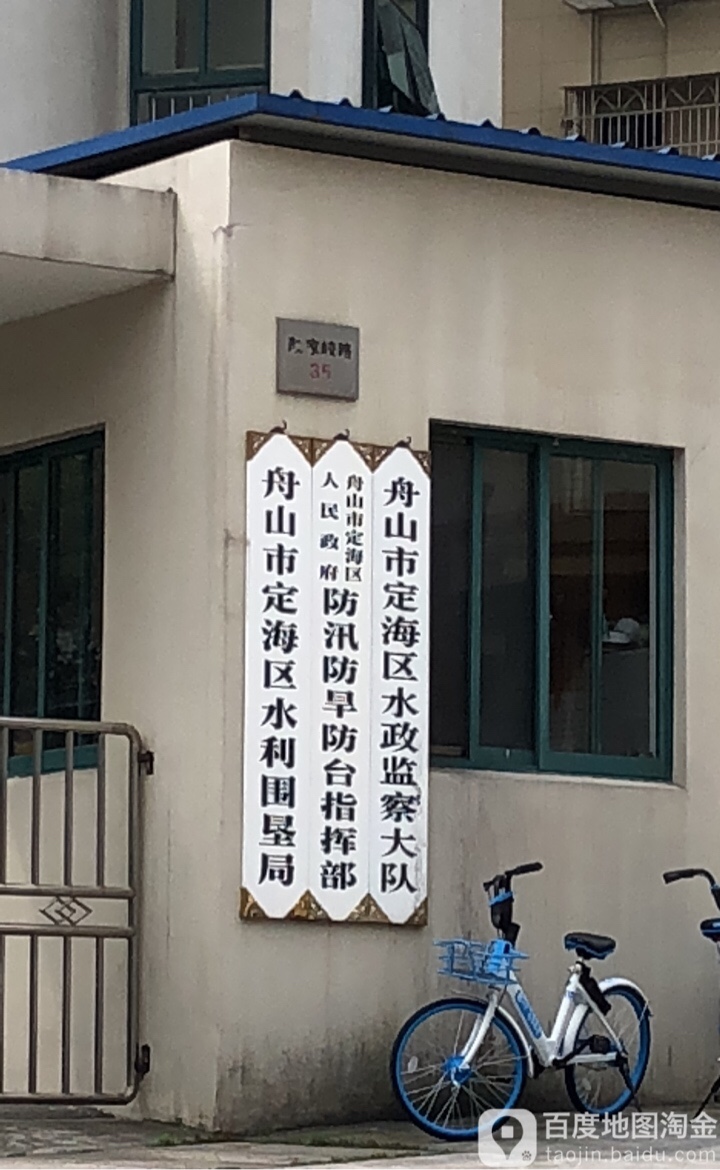 35
舟山市定海区水利围垦局
舟山市定海区
人民政府
防汛防旱防台指挥部
舟山市定海区水政监察大队
百度地图淘金
taojin.baidu.com